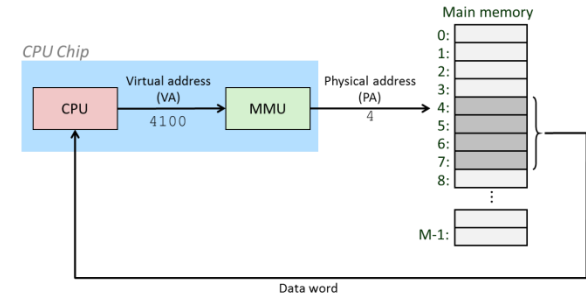 Main memory
CPU Chip
Virtual address
(VA)
4100
Physical address
(PA)
4
CPU
MMU
0:
1:
2:
3:
4:
5:
6:
7:
8:
...
M-1:
Data word